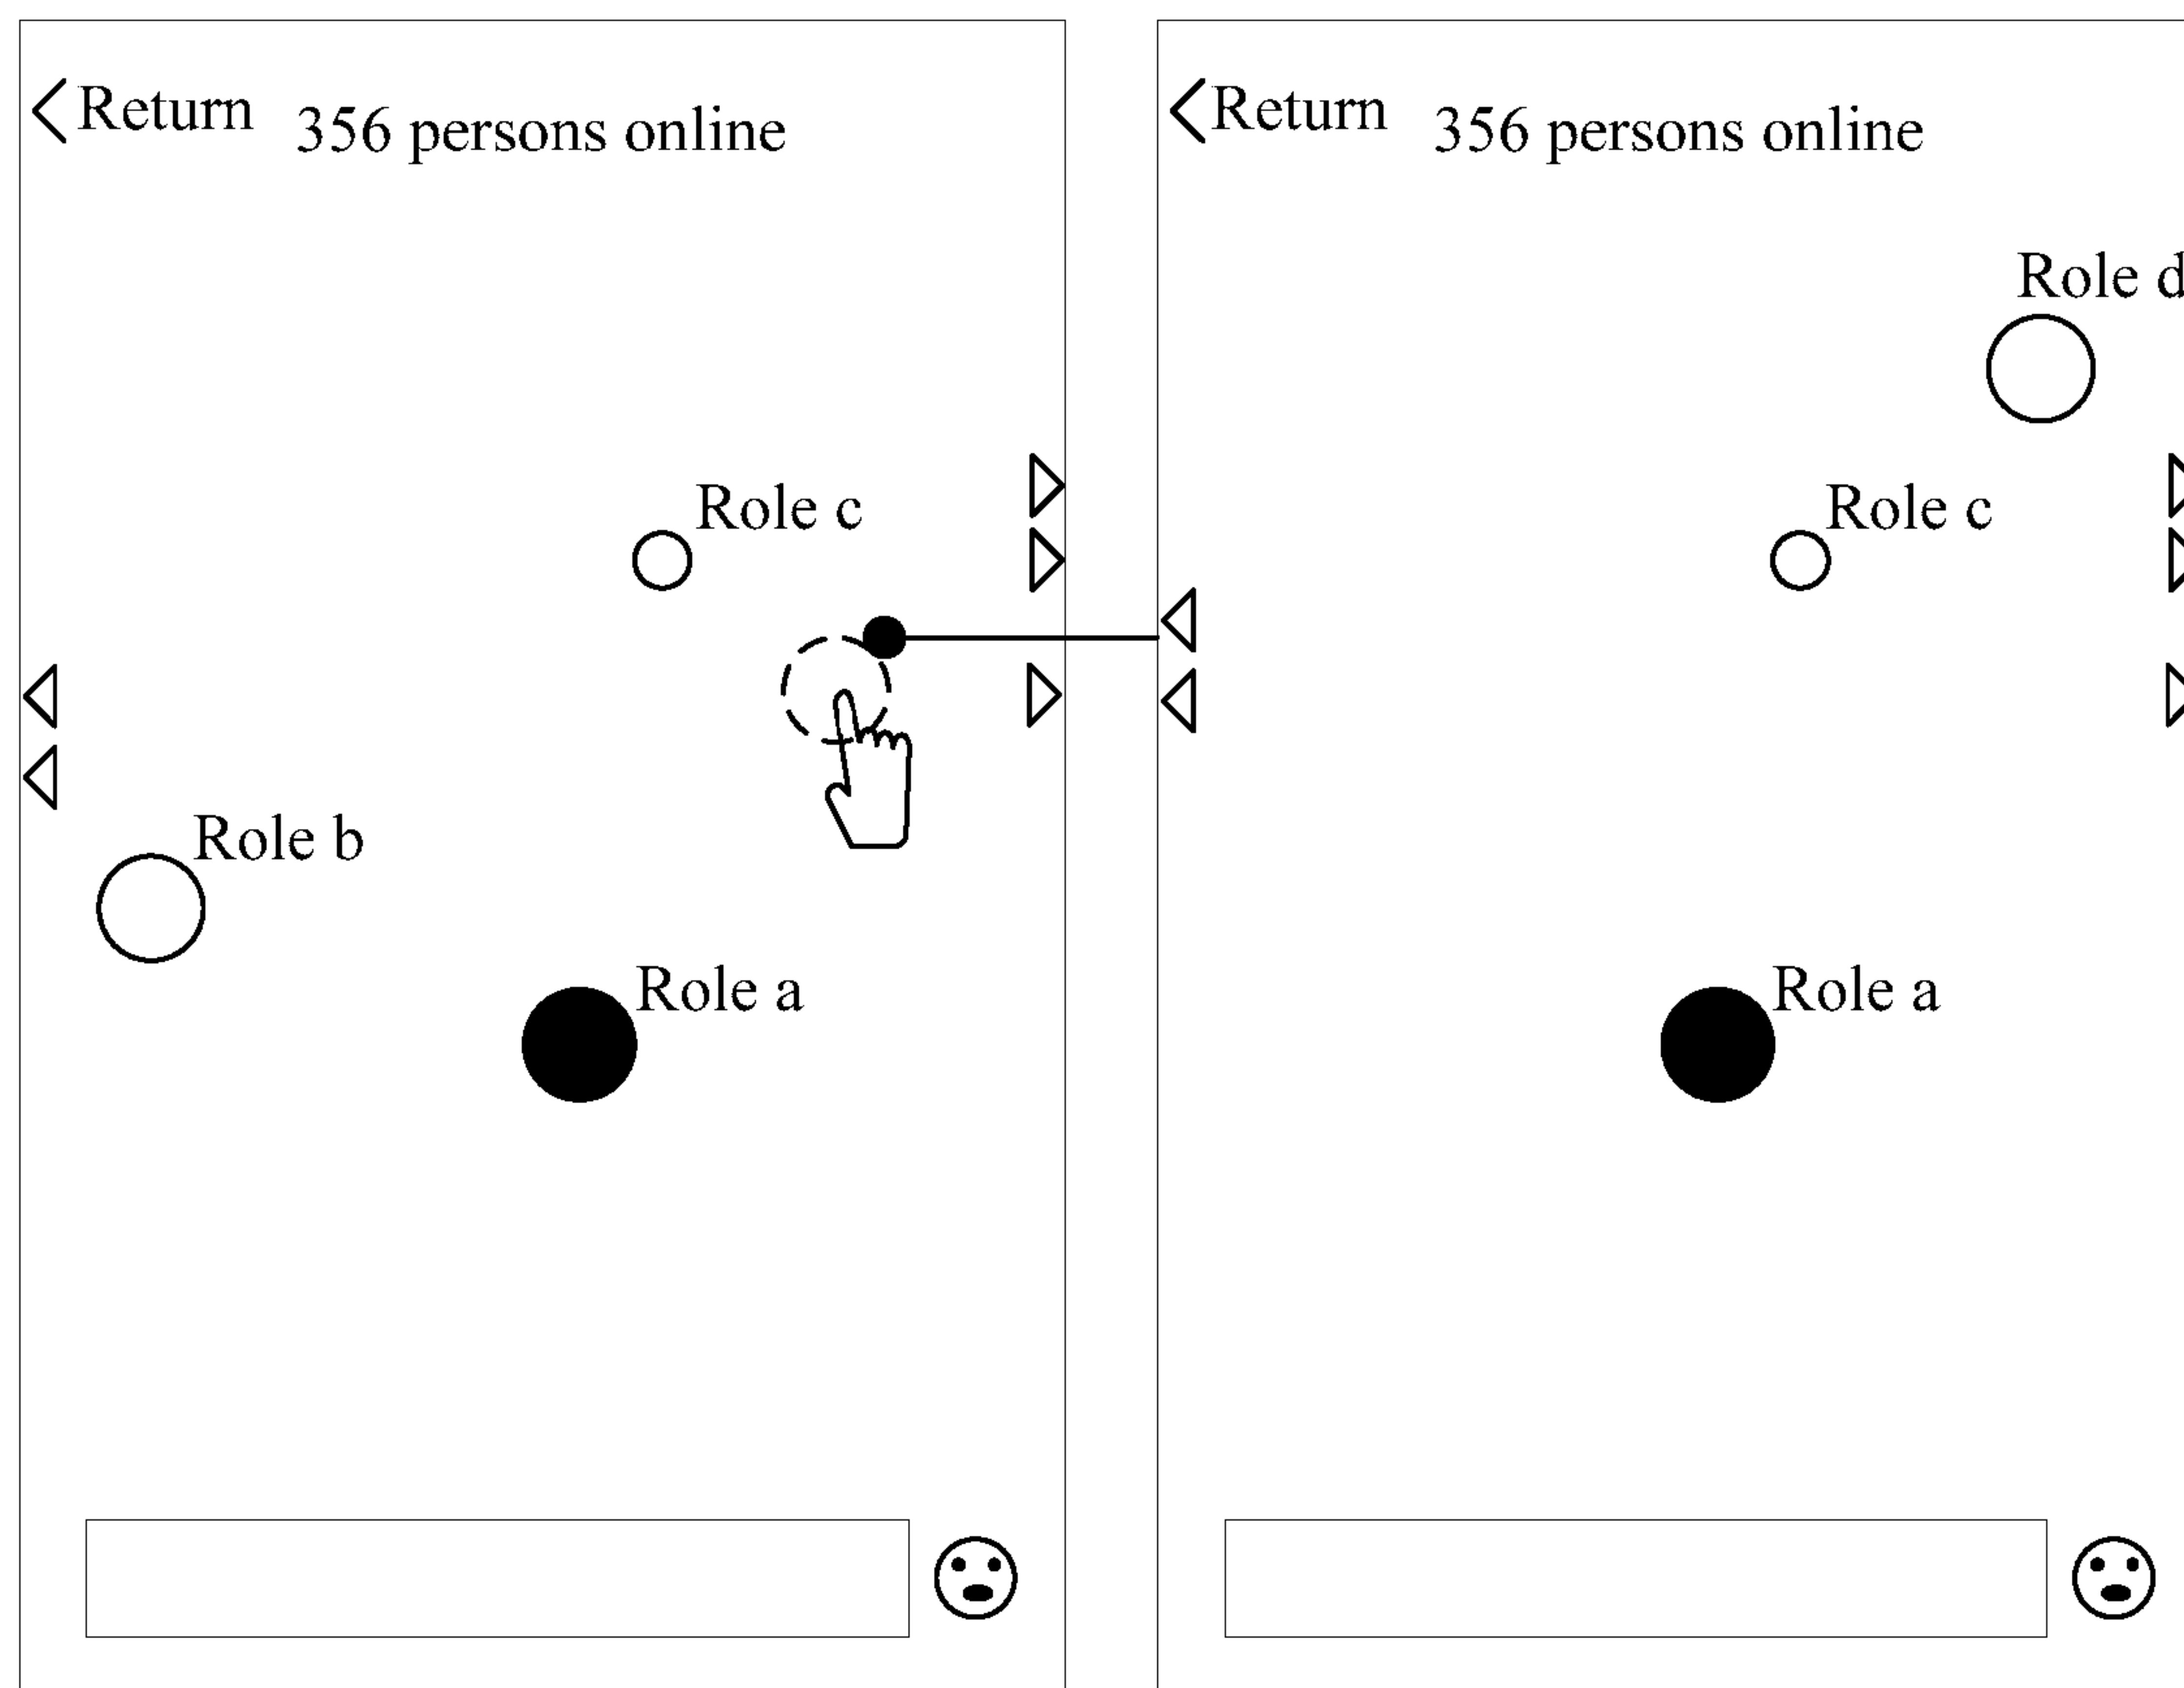 Return
356 persons online
Role c
Role b
Role a
Return
356 persons online
Role d
Role c
Role a